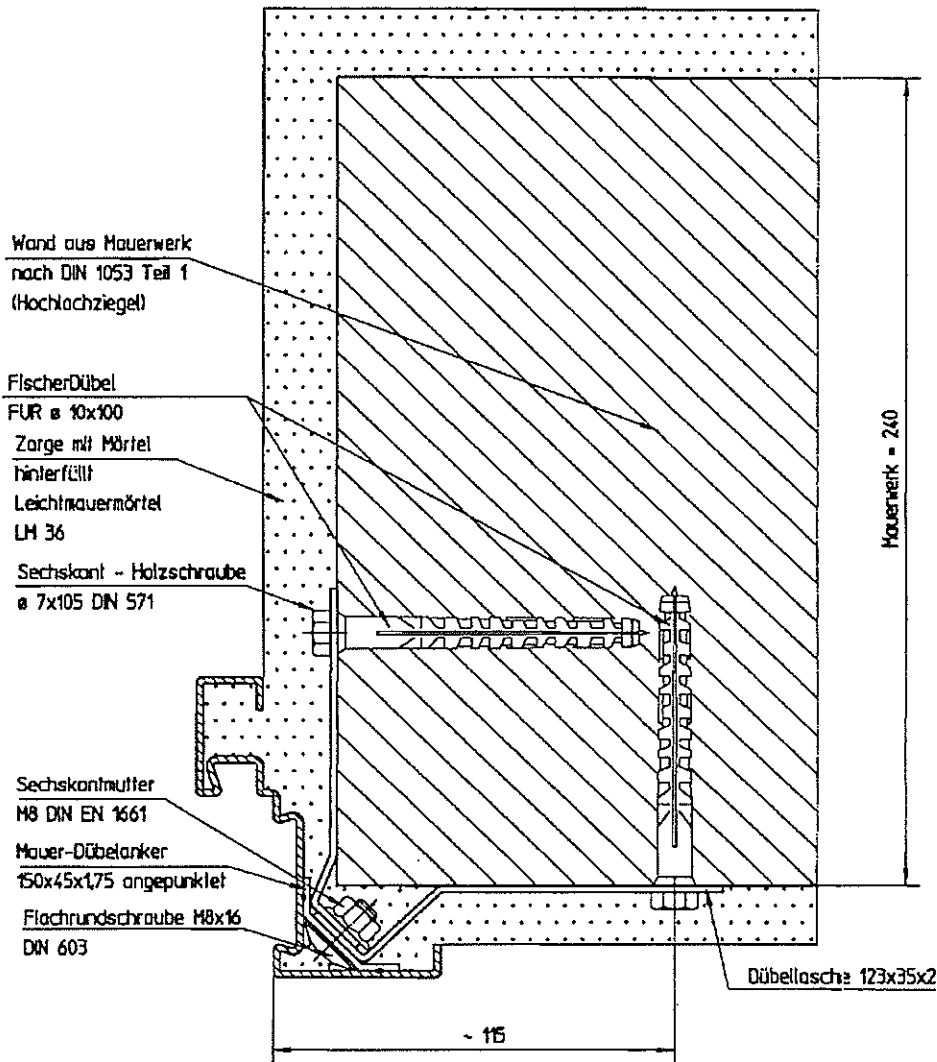 Wand aus Mauerwerk
nach DIN 1053 Teil 1
(Hochlochziegel)
FischerDübel
FUR ø 10x100
Zarge mit Mörtel
hinterfüllt
Leichtmauermörtel
LM 36
Sechskant - Holzschraube
ø 7x105 DIN 571
Sechskantmutter
M8 DIN EN 1661
Mauer-Dübelanker
150x45x1,75 angepunktet
Flachrundschraube M8x16
DIN 603
Mauerwerk = 240
Dübellasche 123x35x2
~ 115